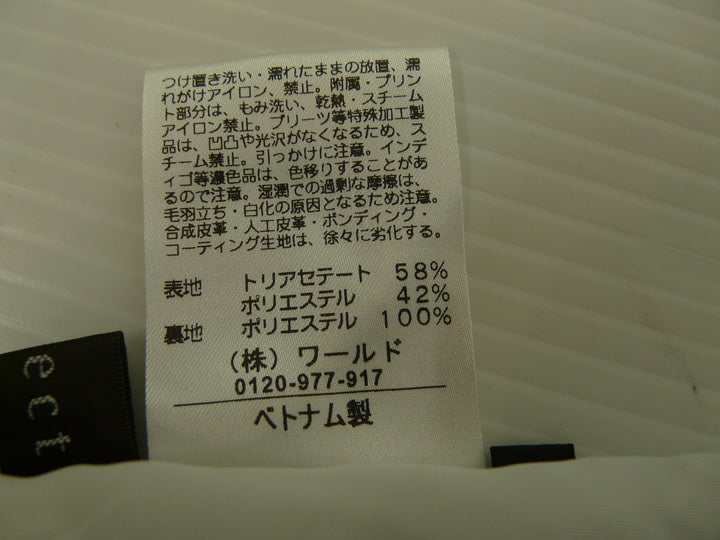 つけ置き洗い・濡れたままの放置、濡
れがけアイロン、禁止。附属・プリン
ト部分は、もみ洗い、乾熱・スチーム
アイロン禁止。プリーツ等特殊加工製
品は、凹凸や光沢がなくなるため、ス
チーム禁止。引っかけに注意。インデ
ィゴ等濃色品は、色移りすることがあ
るので注意。湿潤での過剰な摩擦は、
毛羽立ち・白化の原因となるため注意。
合成皮革・人工皮革・ボンディング・
コーティング生地は、徐々に劣化する。
表地 トリアセテート 58%
ポリエステル 42%
裏地 ポリエステル 100%
(株) ワールド
0120-977-917
ベトナム製
ect